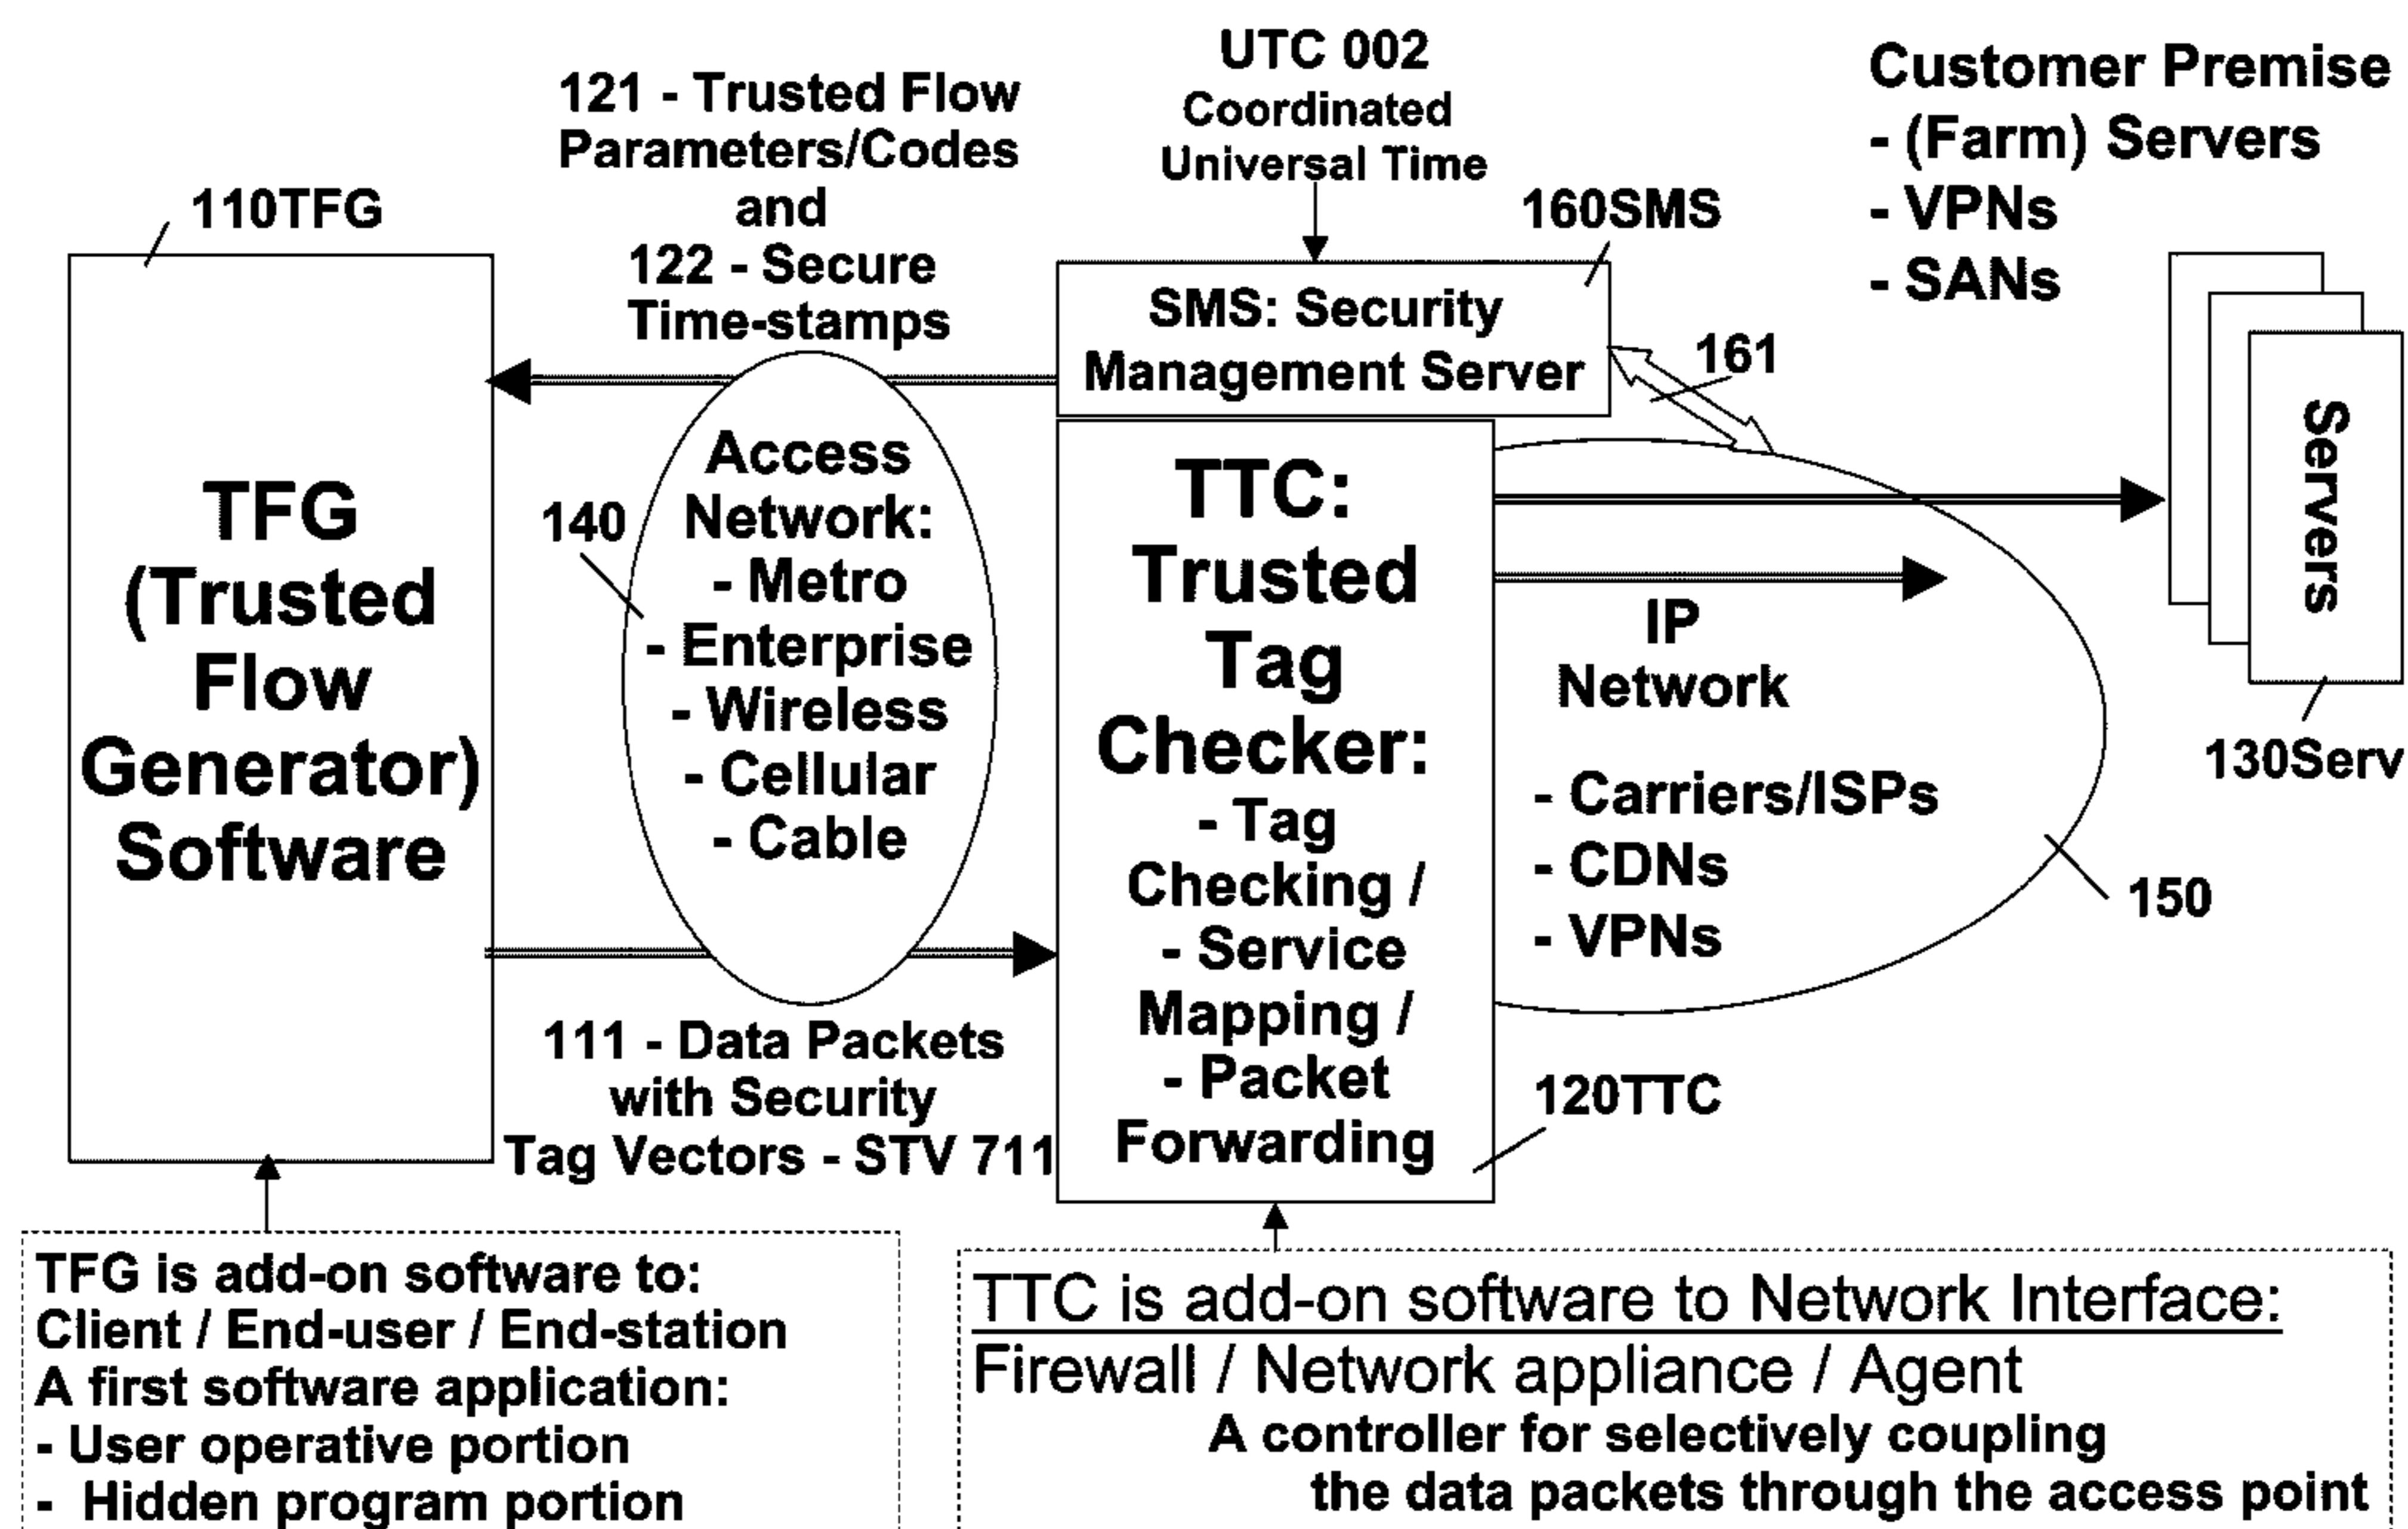 UTC 002
Coordinated
Universal Time
121 - Trusted Flow
Parameters/Codes
and
122 - Secure
Time-stamps
Customer Premise
- (Farm) Servers
- VPNs
- SANs
110TFG
160SMS
SMS: Security
Management Server
161
TFG
(Trusted
Flow
Generator)
Software
140
Access
Network:
- Metro
- Enterprise
- Wireless
- Cellular
- Cable
TTC:
Trusted
Tag
Checker:
- Tag
Checking /
- Service
Mapping /
- Packet
Forwarding
IP
Network
- Carriers/ISPs
- CDNs
- VPNs
Servers
130Serv
150
111 - Data Packets
with Security
Tag Vectors - STV 711
120TTC
TFG is add-on software to:
Client / End-user / End-station
A first software application:
- User operative portion
- Hidden program portion
TTC is add-on software to Network Interface:
Firewall / Network appliance / Agent
A controller for selectively coupling
the data packets through the access point